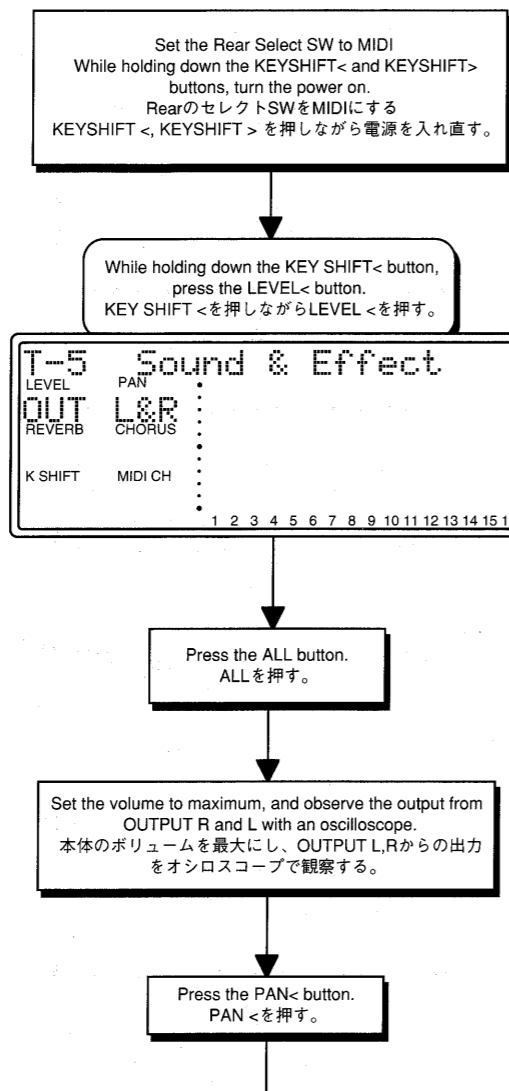 Set the Rear Select SW to MIDI
While holding down the KEYSHIFT< and KEYSHIFT>
buttons, turn the power on.
RearのセレクトSWをMIDIにする
KEYSHIFT <, KEYSHIFT > を押しながら電源を入れ直す。
While holding down the KEY SHIFT< button,
press the LEVEL< button.
KEY SHIFT <を押しながらLEVEL <を押す。
T-5 Sound & Effect
LEVEL PAN
OUT L&R
REVERB CHORUS
K SHIFT MIDI CH
1 2 3 4 5 6 7 8 9 10 11 12 13 14 15 1
Press the ALL button.
ALLを押す。
Set the volume to maximum, and observe the output from
OUTPUT R and L with an oscilloscope.
本体のボリュームを最大にし、OUTPUT L,Rからの出力
をオシロスコープで観察する。
Press the PAN< button.
PAN <を押す。